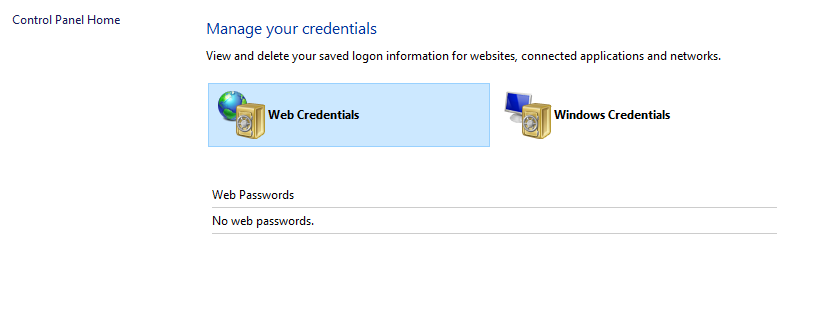 Control Panel Home
Manage your credentials
View and delete your saved logon information for websites, connected applications and networks.
Web Credentials
Windows Credentials
Web Passwords
No web passwords.